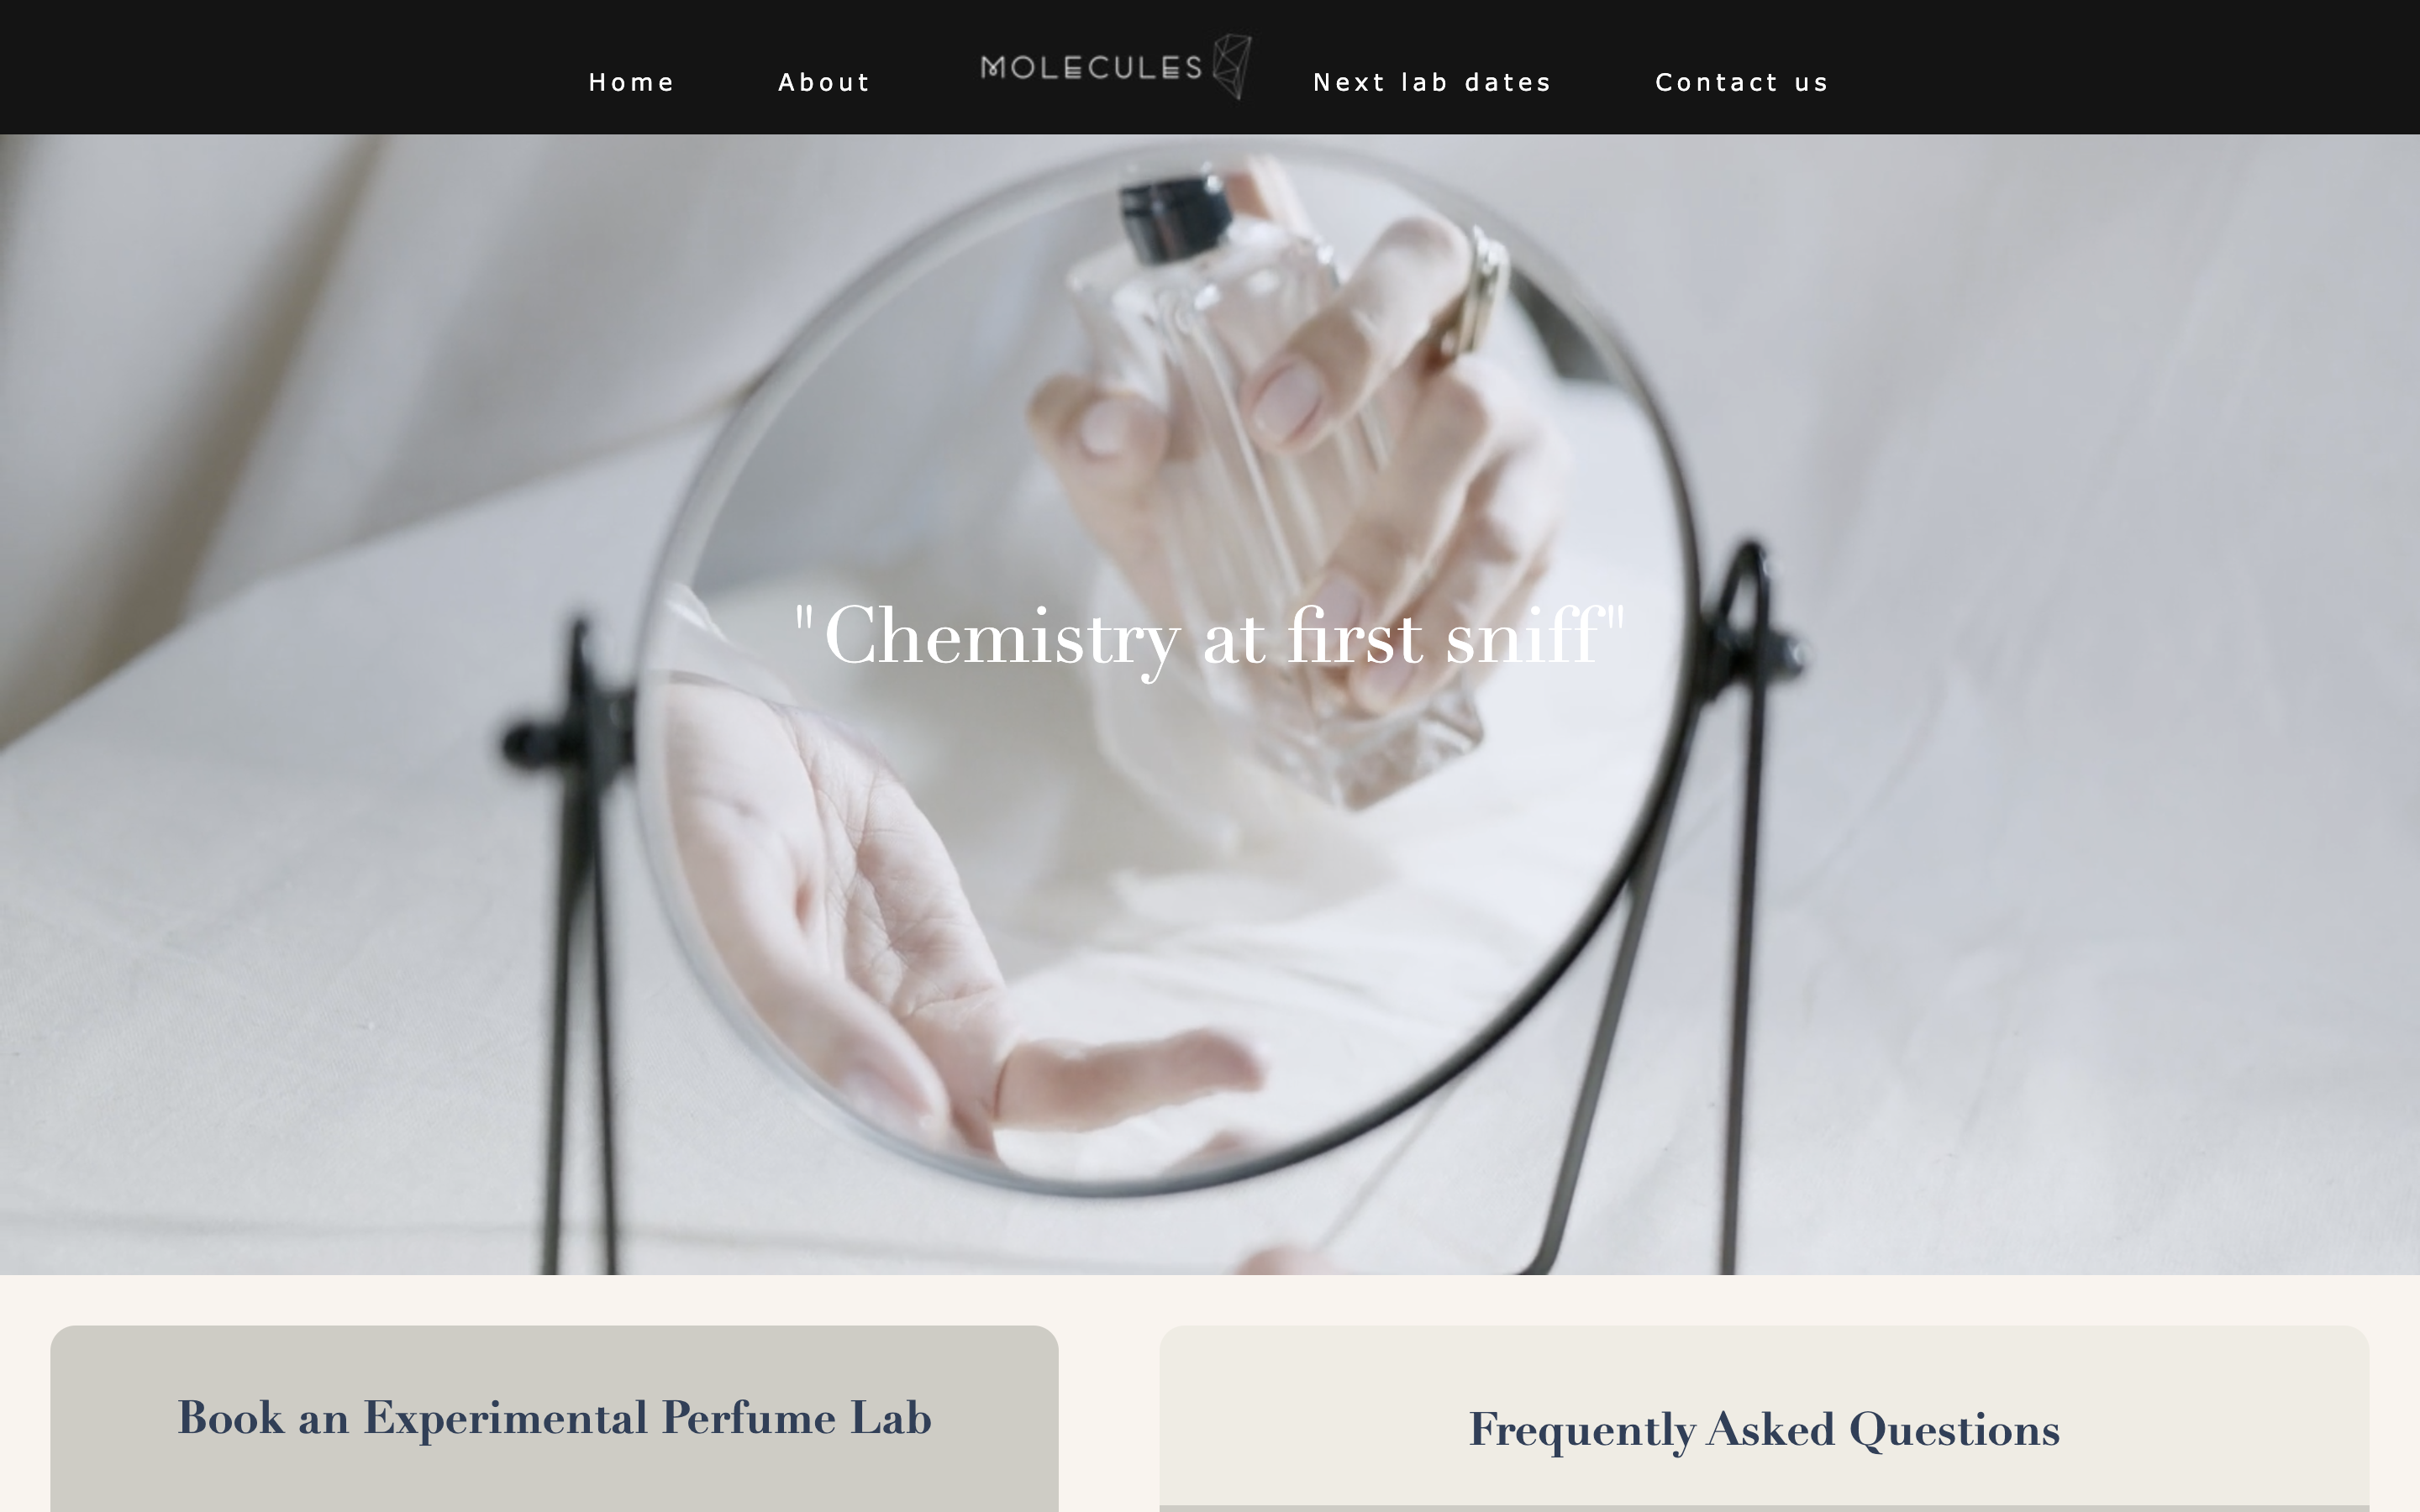 Home
About
MOLECULES
Next lab dates
Contact us
"Chemistry at first sniff"
Book an Experimental Perfume Lab
Frequently Asked Questions